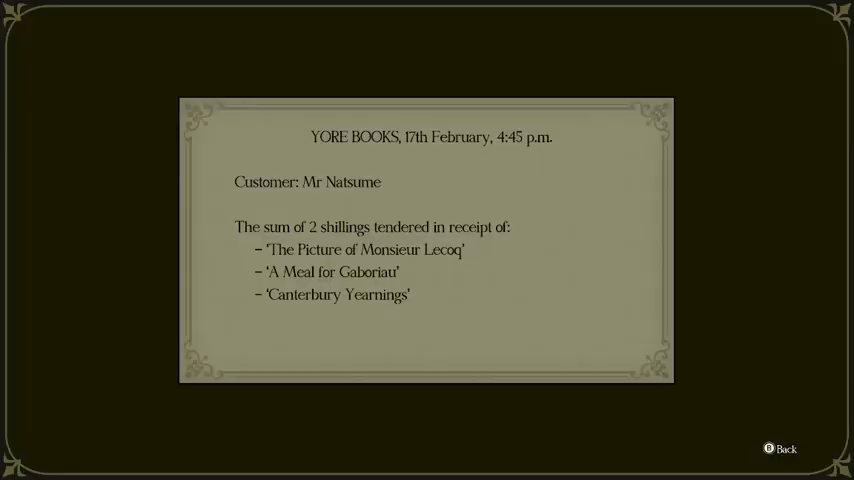 YORE BOOKS, 17th February, 4:45 p.m.
Customer: Mr Natsume
The sum of 2 shillings tendered in receipt of:
– 'The Picture of Monsieur Lecoq'
– 'A Meal for Gaboriau'
– 'Canterbury Yearnings'
B Back